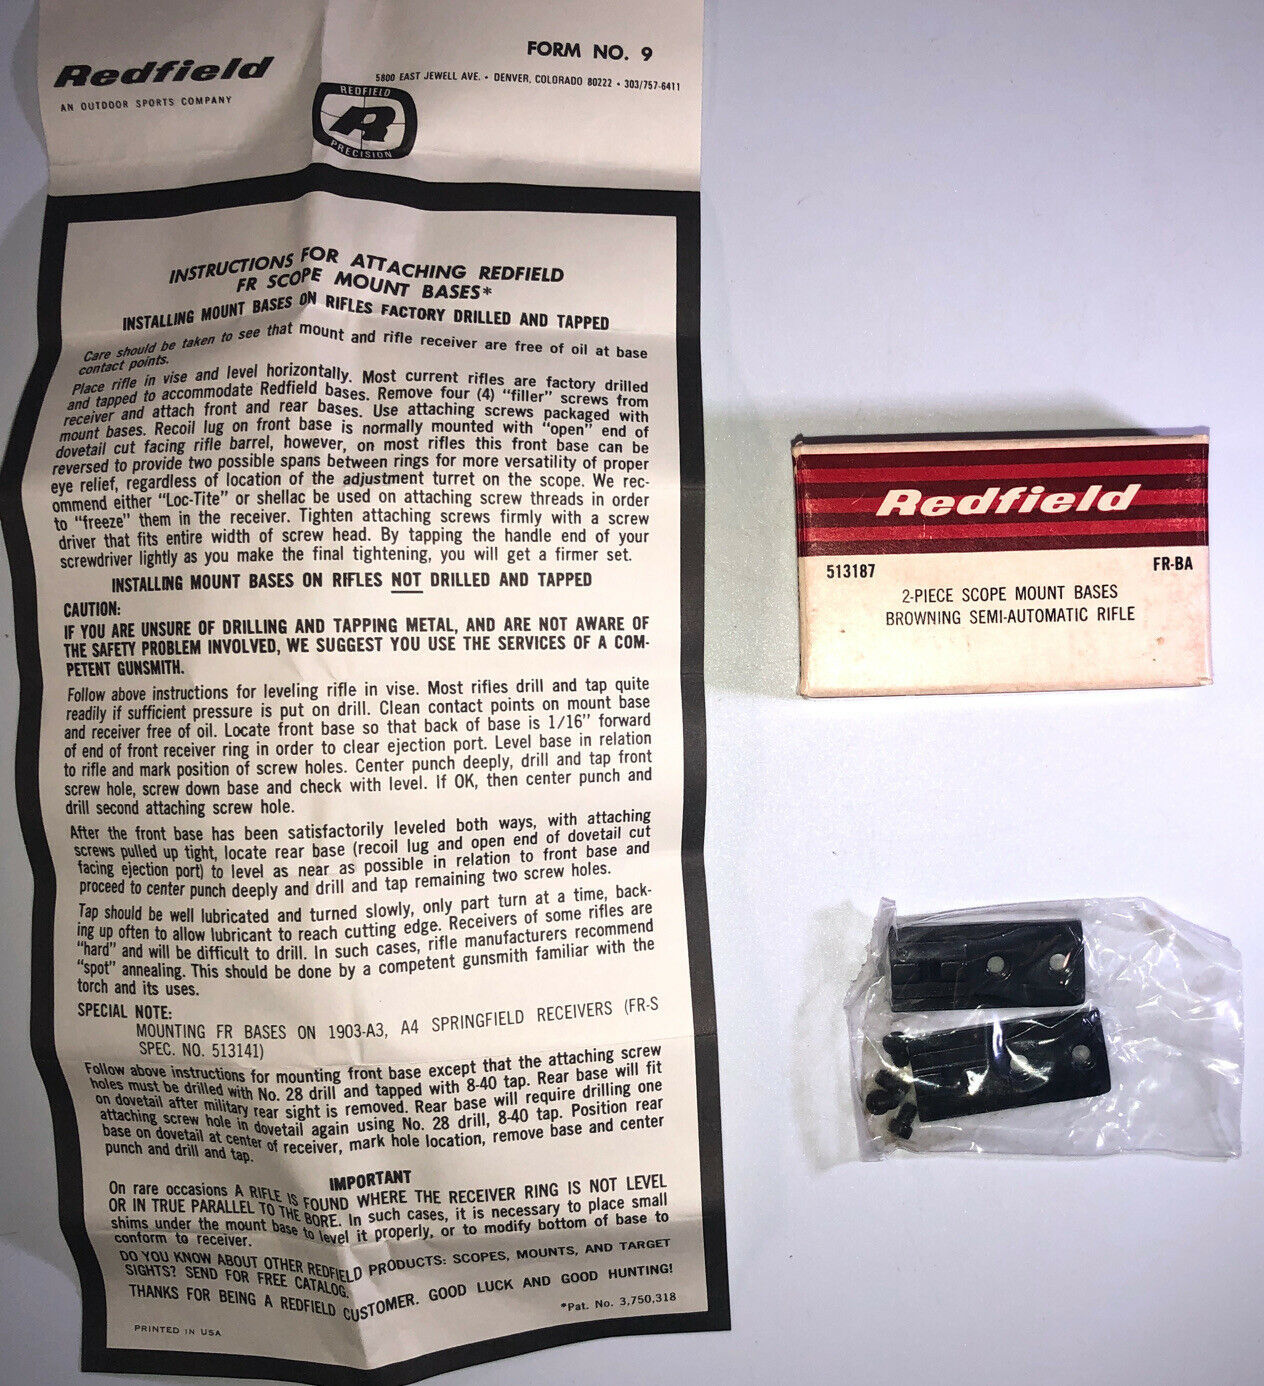 Redfield
AN OUTDOOR SPORTS COMPANY
FORM NO. 9
5800 EAST JEWELL AVE. • DENVER, COLORADO 80222 • 303/757-6411
REDFIELD
R
PRECISION
INSTRUCTIONS FOR ATTACHING REDFIELD
FR SCOPE MOUNT BASES*
INSTALLING MOUNT BASES ON RIFLES FACTORY DRILLED AND TAPPED
Care should be taken to see that mount and rifle receiver are free of oil at base
contact points.
Place rifle in vise and level horizontally. Most current rifles are factory drilled
and tapped to accommodate Redfield bases. Remove four (4) "filler" screws from
receiver and attach front and rear bases. Use attaching screws packaged with
mount bases. Recoil lug on front base is normally mounted with "open" end of
dovetail cut facing rifle barrel, however, on most rifles this front base can be
reversed to provide two possible spans between rings for more versatility of proper
eye relief, regardless of location of the adjustment turret on the scope. We rec-
ommend either "Loc-Tite" or shellac be used on attaching screw threads in order
to "freeze" them in the receiver. Tighten attaching screws firmly with a screw
driver that fits entire width of screw head. By tapping the handle end of your
screwdriver lightly as you make the final tightening, you will get a firmer set.
INSTALLING MOUNT BASES ON RIFLES NOT DRILLED AND TAPPED
CAUTION:
IF YOU ARE UNSURE OF DRILLING AND TAPPING METAL, AND ARE NOT AWARE OF
THE SAFETY PROBLEM INVOLVED, WE SUGGEST YOU USE THE SERVICES OF A COM-
PETENT GUNSMITH.
Follow above instructions for leveling rifle in vise. Most rifles drill and tap quite
readily if sufficient pressure is put on drill. Clean contact points on mount base
and receiver free of oil. Locate front base so that back of base is 1/16" forward
of end of front receiver ring in order to clear ejection port. Level base in relation
to rifle and mark position of screw holes. Center punch deeply, drill and tap front
screw hole, screw down base and check with level. If OK, then center punch and
drill second attaching screw hole.
After the front base has been satisfactorily leveled both ways, with attaching
screws pulled up tight, locate rear base (recoil lug and open end of dovetail cut
facing ejection port) to level as near as possible in relation to front base and
proceed to center punch deeply and drill and tap remaining two screw holes.
Tap should be well lubricated and turned slowly, only part turn at a time, back-
ing up often to allow lubricant to reach cutting edge. Receivers of some rifles are
"hard" and will be difficult to drill. In such cases, rifle manufacturers recommend
"spot" annealing. This should be done by a competent gunsmith familiar with the
torch and its uses.
SPECIAL NOTE:
MOUNTING FR BASES ON 1903-A3, A4 SPRINGFIELD RECEIVERS (FR-S
SPEC. NO. 513141)
Follow above instructions for mounting front base except that the attaching screw
holes must be drilled with No. 28 drill and tapped with 8-40 tap. Rear base will fit
on dovetail after military rear sight is removed. Rear base will require drilling one
attaching screw hole in dovetail again using No. 28 drill, 8-40 tap. Position rear
base on dovetail at center of receiver, mark hole location, remove base and center
punch and drill and tap.
IMPORTANT
On rare occasions A RIFLE IS FOUND WHERE THE RECEIVER RING IS NOT LEVEL
OR IN TRUE PARALLEL TO THE BORE. In such cases, it is necessary to place small
shims under the mount base to level it properly, or to modify bottom of base to
conform to receiver.
DO YOU KNOW ABOUT OTHER REDFIELD PRODUCTS: SCOPES, MOUNTS, AND TARGET
SIGHTS? SEND FOR FREE CATALOG.
THANKS FOR BEING A REDFIELD CUSTOMER. GOOD LUCK AND GOOD HUNTING!
*Pat. No. 3,750,318
PRINTED IN USA
Redfield
513187
FR-BA
2-PIECE SCOPE MOUNT BASES
BROWNING SEMI-AUTOMATIC RIFLE